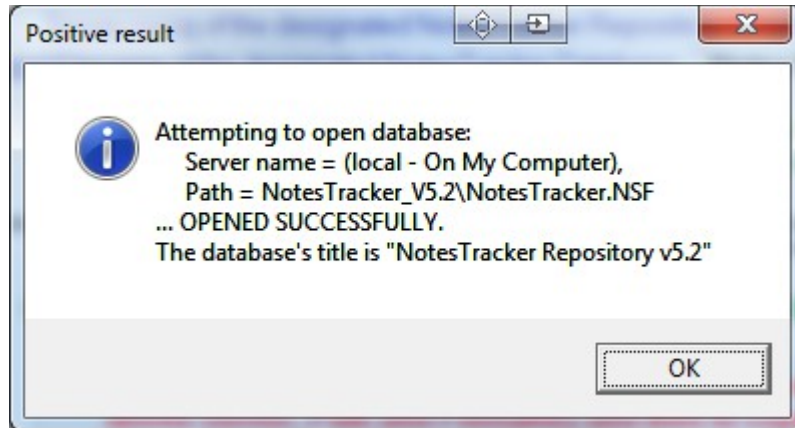 Positive result
Attempting to open database:
Server name = (local - On My Computer),
Path = NotesTracker_V5.2\NotesTracker.NSF
... OPENED SUCCESSFULLY.
The database's title is "NotesTracker Repository v5.2"
OK